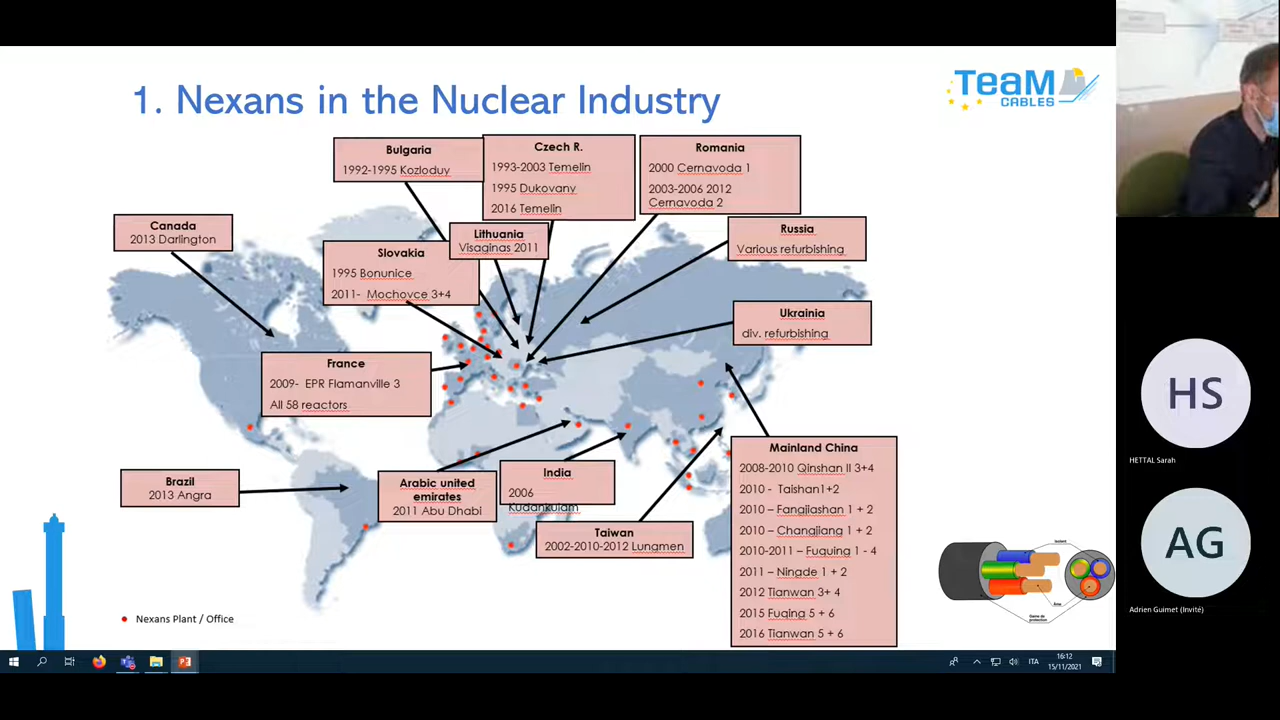 1. Nexans in the Nuclear Industry
TeaM
CABLES
Bulgaria
1992-1995 Kozloduy
Czech R.
1993-2003 Temelin
1995 Dukovany
2016 Temelin
Romania
2000 Cernavoda 1
2003-2006 2012
Cernavoda 2
Canada
2013 Darlington
Slovakia
1995 Bonunice
2011- Mochovce 3+4
Lithuania
Visaginas 2011
Russia
Various refurbishing
Ukrainia
div. refurbishing
France
2009- EPR Flamanville 3
All 58 reactors
Brazil
2013 Angra
Arabic united
emirates
2011 Abu Dhabi
India
2006
Kudankulam
Taiwan
2002-2010-2012 Lungmen
Mainland China
2008-2010 Qinshan II 3+4
2010 - Taishan1+2
2010 – Fangjiashan 1 + 2
2010 – Changjiang 1 + 2
2010-2011 – Fuquing 1 - 4
2011 – Ningde 1 + 2
2012 Tianwan 3+ 4
2015 Fuqing 5 + 6
2016 Tianwan 5 + 6
Nexans Plant / Office
HS
HETTAL Sarah
AG
Adrien Guimet (Invité)
ITA
16:12
15/11/2021